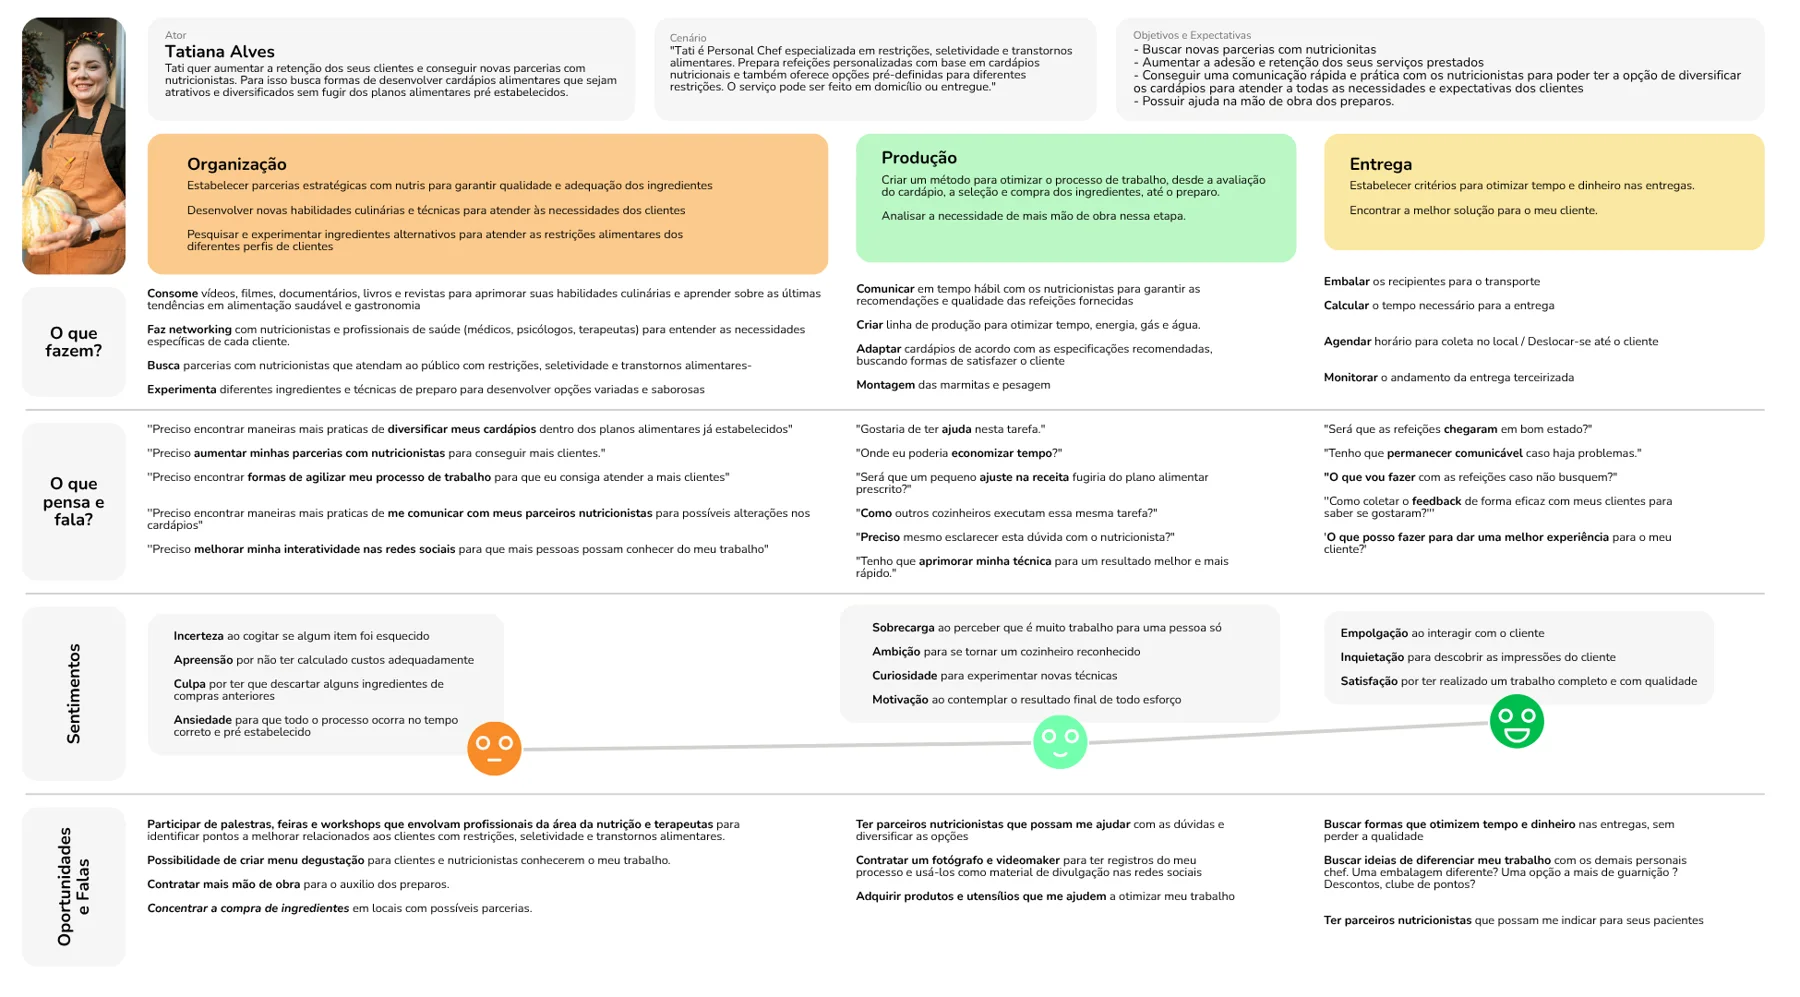 Ator
Tatiana Alves
Tati quer aumentar a retenção dos seus clientes e conseguir novas parcerias com
nutricionistas. Para isso busca formas de desenvolver cardápios alimentares que sejam
atrativos e diversificados sem fugir dos planos alimentares pré estabelecidos.
Cenário
"Tati é Personal Chef especializada em restrições, seletividade e transtornos
alimentares. Prepara refeições personalizadas com base em cardápios
nutricionais e também oferece opções pré-definidas para diferentes
restrições. O serviço pode ser feito em domicílio ou entregue."
Objetivos e Expectativas
- Buscar novas parcerias com nutricionitas
- Aumentar a adesão e retenção dos seus serviços prestados
- Conseguir uma comunicação rápida e prática com os nutricionistas para poder ter a opção de diversificar
os cardápios para atender a todas as necessidades e expectativas dos clientes
- Possuir ajuda na mão de obra dos preparos.
Organização
Estabelecer parcerias estratégicas com nutris para garantir qualidade e adequação dos ingredientes
Desenvolver novas habilidades culinárias e técnicas para atender às necessidades dos clientes
Pesquisar e experimentar ingredientes alternativos para atender as restrições alimentares dos
diferentes perfis de clientes
Produção
Criar um método para otimizar o processo de trabalho, desde a avaliação
do cardápio, a seleção e compra dos ingredientes, até o preparo.
Analisar a necessidade de mais mão de obra nessa etapa.
Entrega
Estabelecer critérios para otimizar tempo e dinheiro nas entregas.
Encontrar a melhor solução para o meu cliente.
O que
fazem?
Consome vídeos, filmes, documentários, livros e revistas para aprimorar suas habilidades culinárias e aprender sobre as últimas
tendências em alimentação saudável e gastronomia
Faz networking com nutricionistas e profissionais de saúde (médicos, psicólogos, terapeutas) para entender as necessidades
específicas de cada cliente.
Busca parcerias com nutricionistas que atendam ao público com restrições, seletividade e transtornos alimentares-
Experimenta diferentes ingredientes e técnicas de preparo para desenvolver opções variadas e saborosas
Comunicar em tempo hábil com os nutricionistas para garantir as
recomendações e qualidade das refeições fornecidas
Criar linha de produção para otimizar tempo, energia, gás e água.
Adaptar cardápios de acordo com as especificações recomendadas,
buscando formas de satisfazer o cliente
Montagem das marmitas e pesagem
Embalar os recipientes para o transporte
Calcular o tempo necessário para a entrega
Agendar horário para coleta no local / Deslocar-se até o cliente
Monitorar o andamento da entrega terceirizada
O que
pensa e
fala?
"Preciso encontrar maneiras mais praticas de diversificar meus cardápios dentro dos planos alimentares já estabelecidos"
"Preciso aumentar minhas parcerias com nutricionistas para conseguir mais clientes."
"Preciso encontrar formas de agilizar meu processo de trabalho para que eu consiga atender a mais clientes"
"Preciso encontrar maneiras mais praticas de me comunicar com meus parceiros nutricionistas para possíveis alterações nos
cardápios"
"Preciso melhorar minha interatividade nas redes sociais para que mais pessoas possam conhecer do meu trabalho"
"Gostaria de ter ajuda nesta tarefa."
"Onde eu poderia economizar tempo?"
"Será que um pequeno ajuste na receita fugiria do plano alimentar
prescrito?"
"Como outros cozinheiros executam essa mesma tarefa?"
"Preciso mesmo esclarecer esta dúvida com o nutricionista?"
"Tenho que aprimorar minha técnica para um resultado melhor e mais
rápido."
"Será que as refeições chegaram em bom estado?"
"Tenho que permanecer comunicável caso haja problemas."
"O que vou fazer com as refeições caso não busquem?"
"Como coletar o feedback de forma eficaz com meus clientes para
saber se gostaram?"'
'O que posso fazer para dar uma melhor experiência para o meu
cliente?'
Sentimentos
Incerteza ao cogitar se algum item foi esquecido
Apreensão por não ter calculado custos adequadamente
Culpa por ter que descartar alguns ingredientes de
compras anteriores
Ansiedade para que todo o processo ocorra no tempo
correto e pré estabelecido
Sobrecarga ao perceber que é muito trabalho para uma pessoa só
Ambição para se tornar um cozinheiro reconhecido
Curiosidade para experimentar novas técnicas
Motivação ao contemplar o resultado final de todo esforço
Empolgação ao interagir com o cliente
Inquietação para descobrir as impressões do cliente
Satisfação por ter realizado um trabalho completo e com qualidade
Oportunidades
e Falas
Participar de palestras, feiras e workshops que envolvam profissionais da área da nutrição e terapeutas para
identificar pontos a melhorar relacionados aos clientes com restrições, seletividade e transtornos alimentares.
Possibilidade de criar menu degustação para clientes e nutricionistas conhecerem o meu trabalho.
Contratar mais mão de obra para o auxilio dos preparos.
Concentrar a compra de ingredientes em locais com possíveis parcerias.
Ter parceiros nutricionistas que possam me ajudar com as dúvidas e
diversificar as opções
Contratar um fotógrafo e videomaker para ter registros do meu
processo e usá-los como material de divulgação nas redes sociais
Adquirir produtos e utensílios que me ajudem a otimizar meu trabalho
Buscar formas que otimizem tempo e dinheiro nas entregas, sem
perder a qualidade
Buscar ideias de diferenciar meu trabalho com os demais personais
chef. Uma embalagem diferente? Uma opção a mais de guarnição ?
Descontos, clube de pontos?
Ter parceiros nutricionistas que possam me indicar para seus pacientes